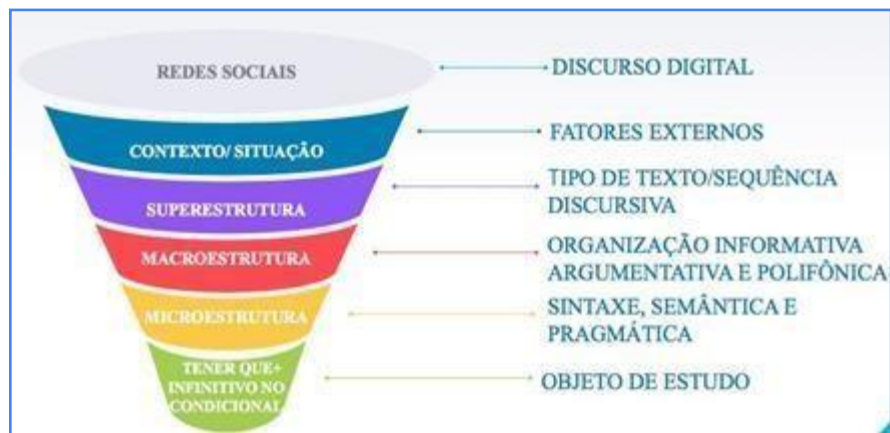 REDES SOCIAIS
DISCURSO DIGITAL
CONTEXTO/ SITUAÇÃO
FATORES EXTERNOS
SUPERESTRUTURA
TIPO DE TEXTO/SEQUÊNCIA
DISCURSIVA
MACROESTRUTURA
ORGANIZAÇÃO INFORMATIVA
ARGUMENTATIVA E POLIFÔNICA
MICROESTRUTURA
SINTAXE, SEMÂNTICA E
PRAGMÁTICA
TENER QUE+
INFINITIVO NO
CONDICIONAL
OBJETO DE ESTUDO